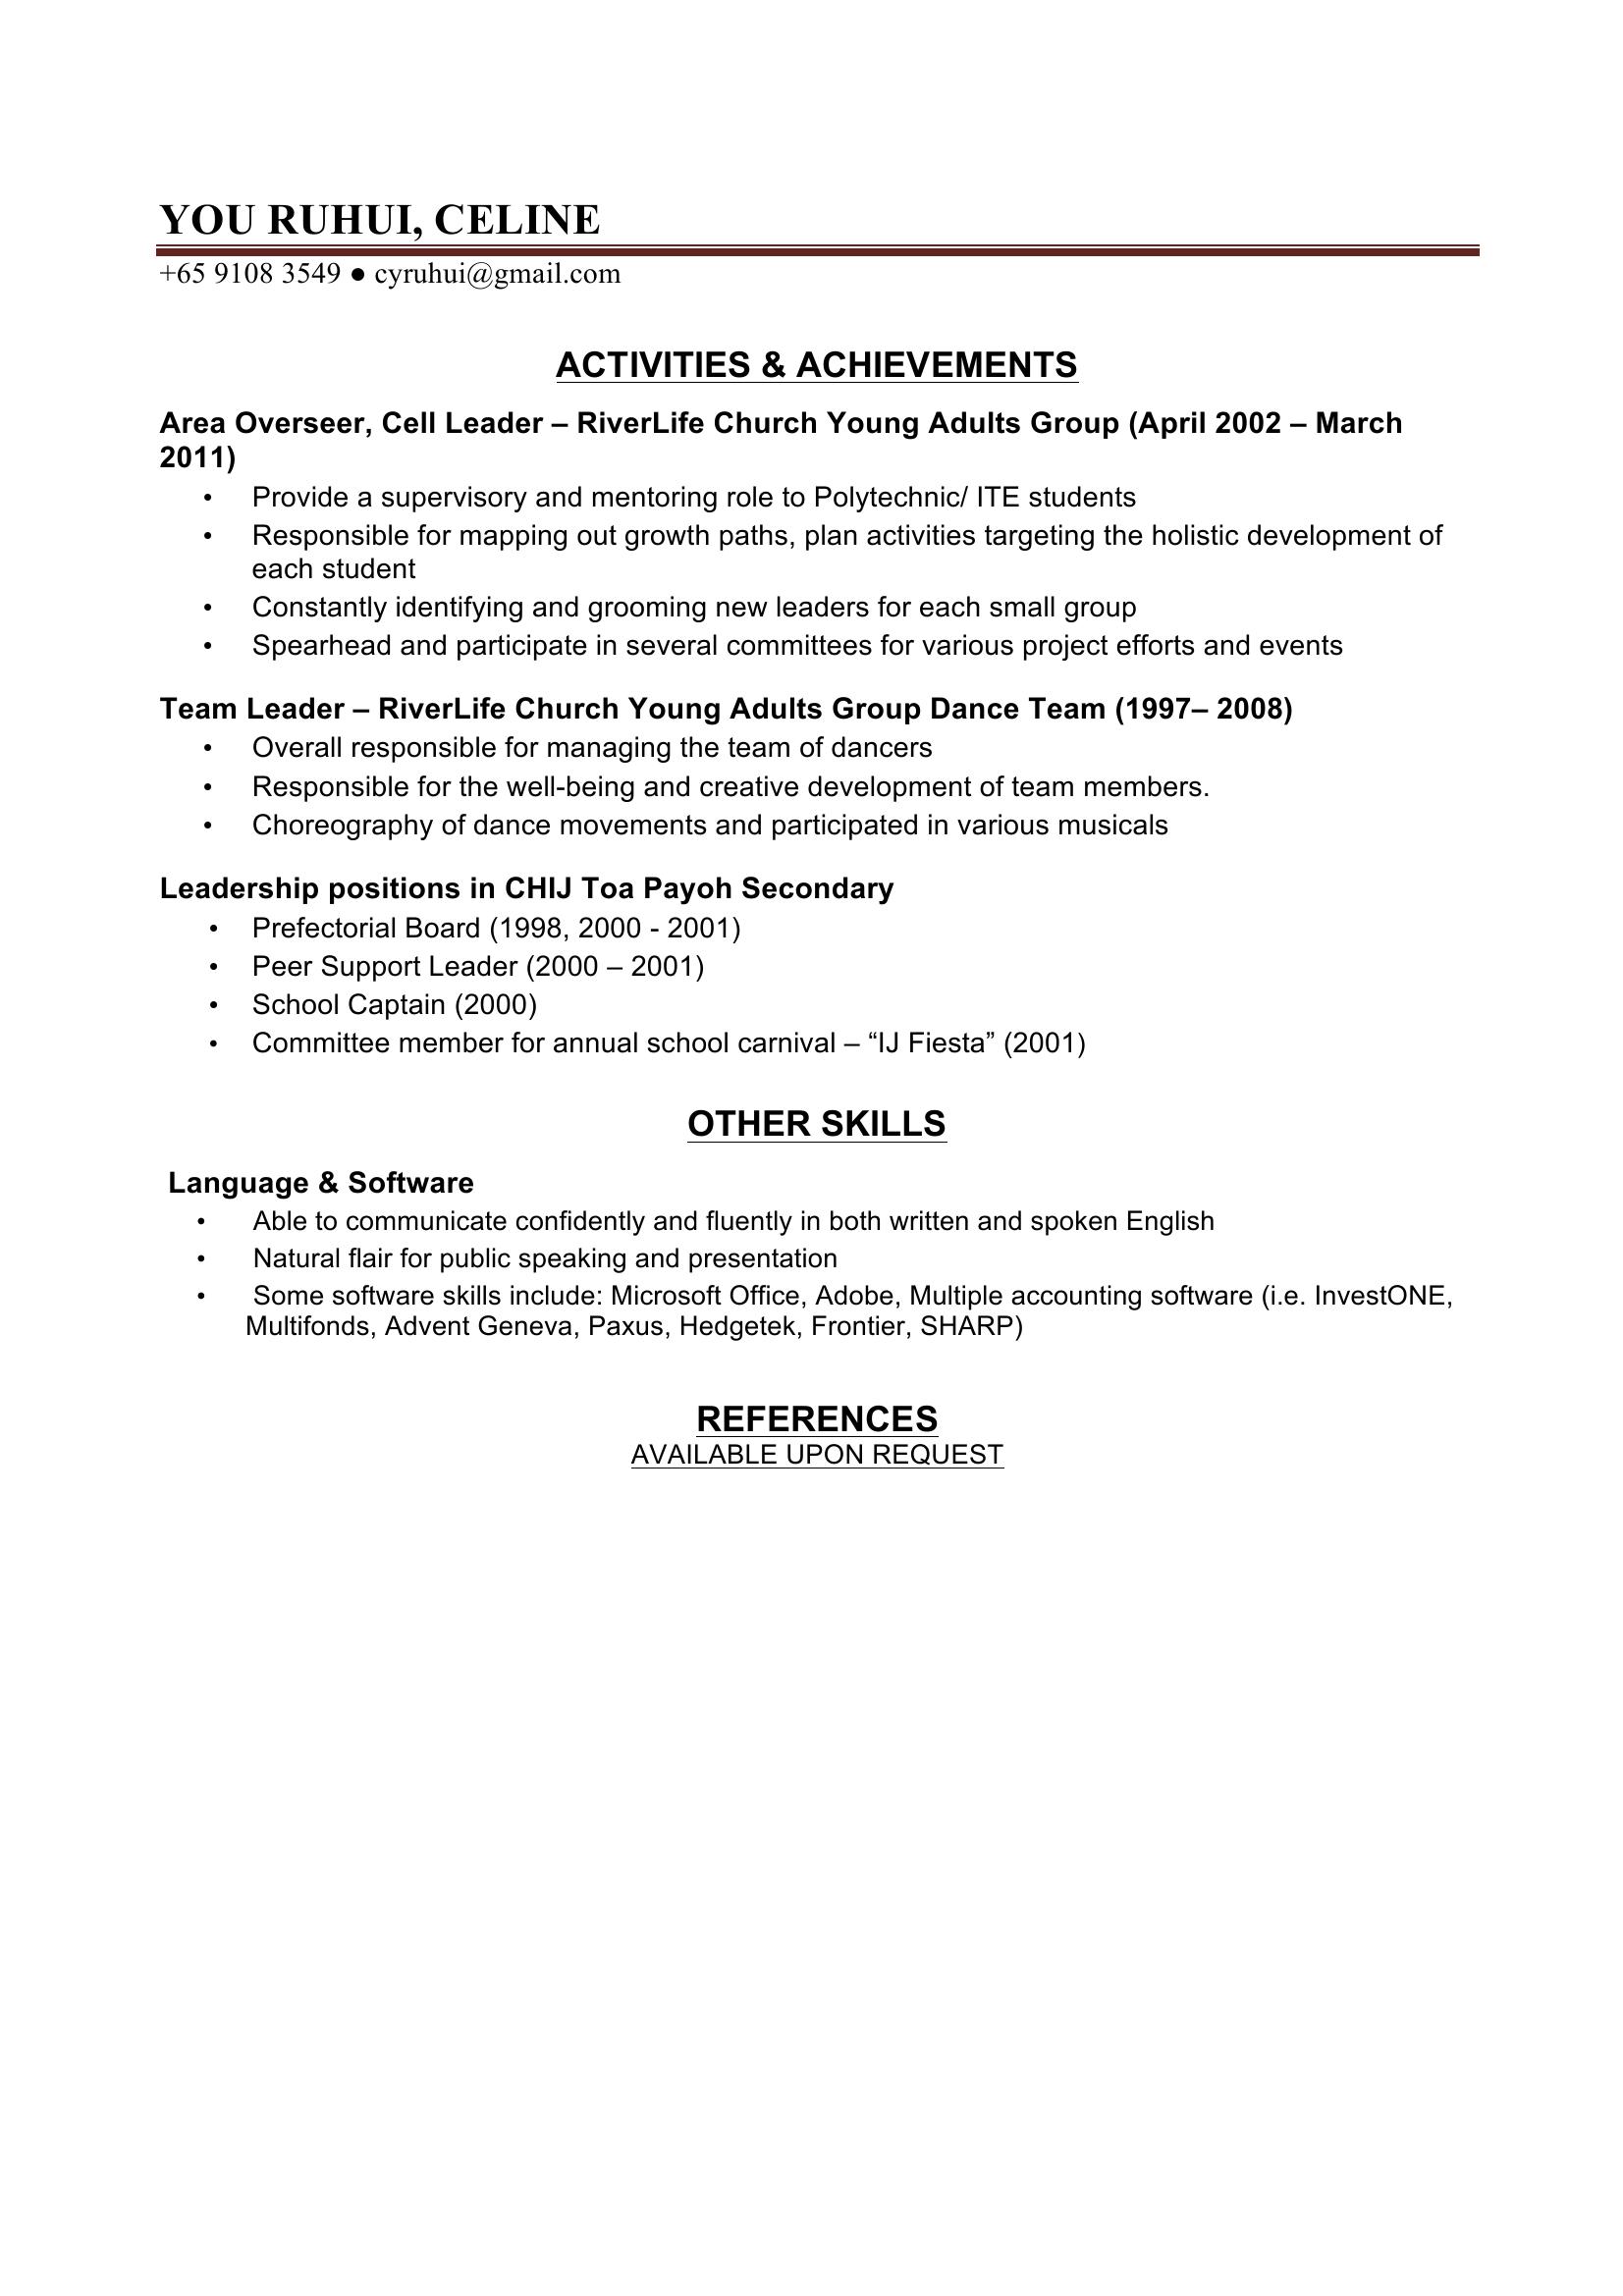 YOU RUHUI, CELINE
+65 9108 3549 ● cyruhui@gmail.com
ACTIVITIES & ACHIEVEMENTS
Area Overseer, Cell Leader – RiverLife Church Young Adults Group (April 2002 – March
2011)
• Provide a supervisory and mentoring role to Polytechnic/ ITE students
• Responsible for mapping out growth paths, plan activities targeting the holistic development of
each student
• Constantly identifying and grooming new leaders for each small group
• Spearhead and participate in several committees for various project efforts and events
Team Leader – RiverLife Church Young Adults Group Dance Team (1997– 2008)
• Overall responsible for managing the team of dancers
• Responsible for the well-being and creative development of team members.
• Choreography of dance movements and participated in various musicals
Leadership positions in CHIJ Toa Payoh Secondary
• Prefectorial Board (1998, 2000 - 2001)
• Peer Support Leader (2000 – 2001)
• School Captain (2000)
• Committee member for annual school carnival – “IJ Fiesta” (2001)
OTHER SKILLS
Language & Software
• Able to communicate confidently and fluently in both written and spoken English
• Natural flair for public speaking and presentation
• Some software skills include: Microsoft Office, Adobe, Multiple accounting software (i.e. InvestONE,
Multifonds, Advent Geneva, Paxus, Hedgetek, Frontier, SHARP)
REFERENCES
AVAILABLE UPON REQUEST